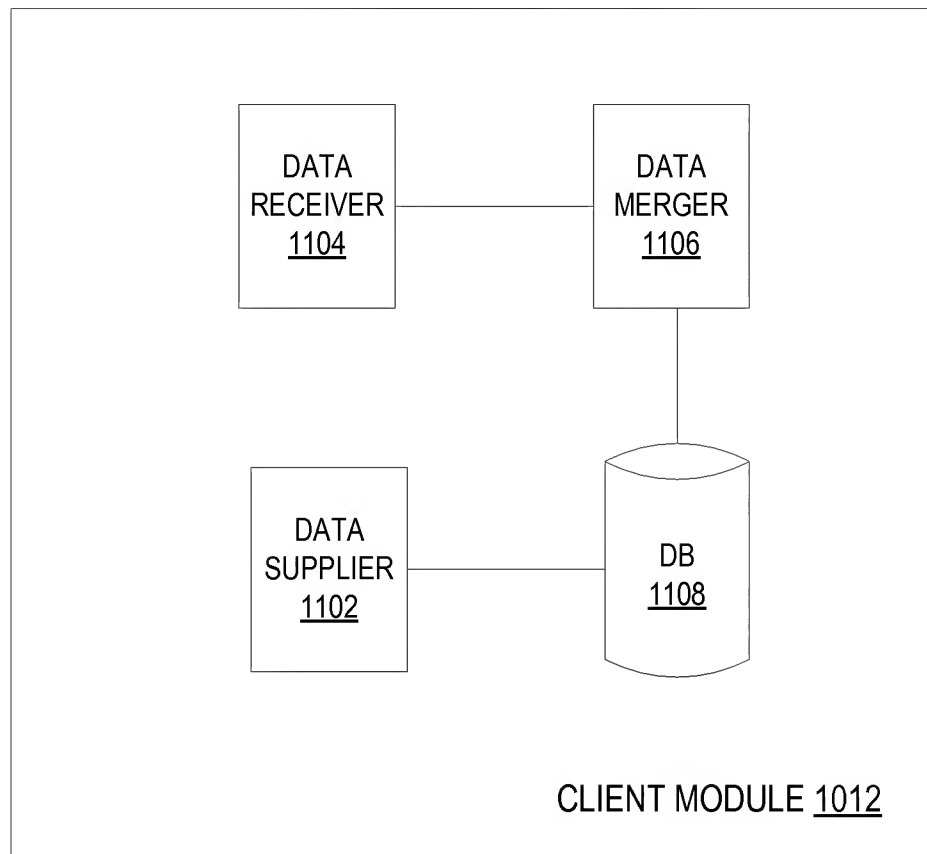 DATA
RECEIVER
1104
DATA
MERGER
1106
DATA
SUPPLIER
1102
DB
1108
CLIENT MODULE 1012